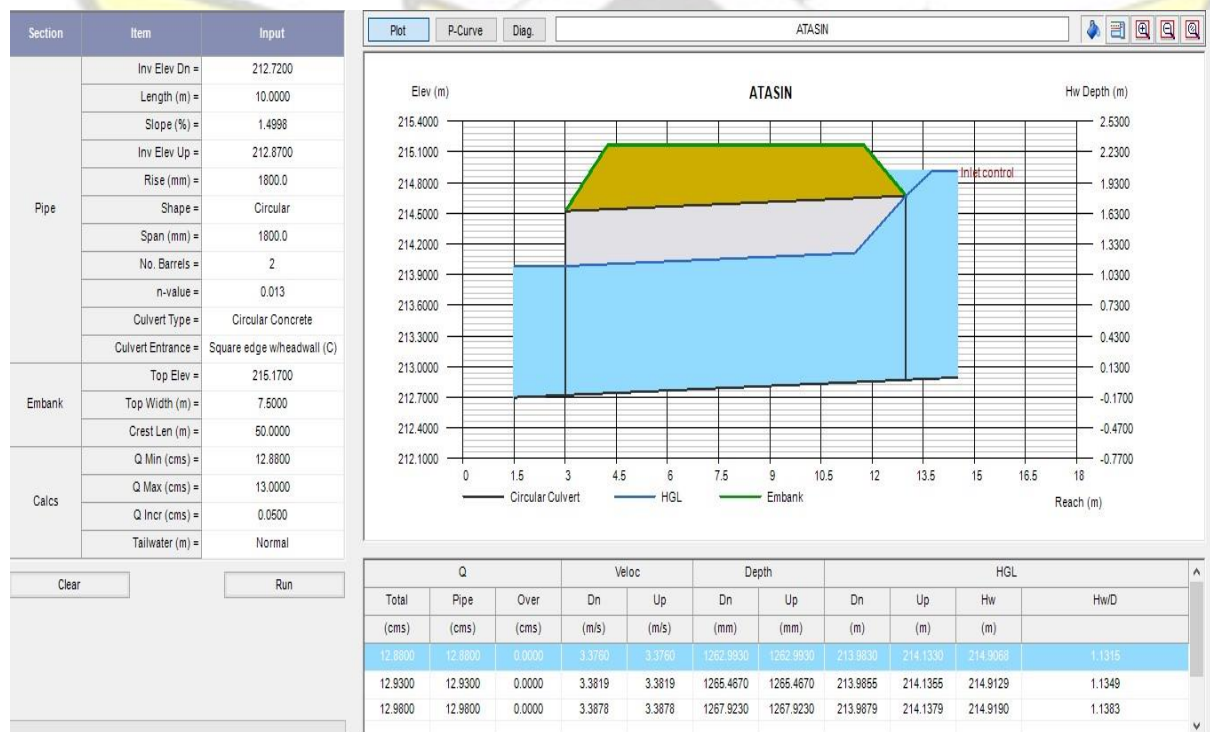 Section Item Input
Pipe
Inv Elev Dn = 212.7200
Length (m) = 10.0000
Slope (%) = 1.4998
Inv Elev Up = 212.8700
Rise (mm) = 1800.0
Shape = Circular
Span (mm) = 1800.0
No. Barrels = 2
n-value = 0.013
Culvert Type = Circular Concrete
Culvert Entrance = Square edge w/headwall (C)
Embank
Top Elev = 215.1700
Top Width (m) = 7.5000
Crest Len (m) = 50.0000
Calcs
Q Min (cms) = 12.8800
Q Max (cms) = 13.0000
Q Incr (cms) = 0.0500
Tailwater (m) = Normal
Clear Run
Plot P-Curve Diag. ATASIN
Elev (m) ATASIN Hw Depth (m)
215.4000 2.5300
215.1000 2.2300
214.8000 1.9300
Inlet control
214.5000 1.6300
214.2000 1.3300
213.9000 1.0300
213.6000 0.7300
213.3000 0.4300
213.0000 0.1300
212.7000 -0.1700
212.4000 -0.4700
212.1000 -0.7700
0 1.5 3 4.5 6 7.5 9 10.5 12 13.5 15 16.5 18
Circular Culvert HGL Embank Reach (m)
Q Veloc Depth HGL
Total Pipe Over Dn Up Dn Up Dn Up Hw Hw/D
(cms) (cms) (cms) (m/s) (m/s) (mm) (mm) (m) (m) (m)
12.8800 12.8800 0.0000 3.3760 3.3760 1262.9930 1262.9930 213.9830 214.1330 214.9068 1.1315
12.9300 12.9300 0.0000 3.3819 3.3819 1265.4670 1265.4670 213.9855 214.1355 214.9129 1.1349
12.9800 12.9800 0.0000 3.3878 3.3878 1267.9230 1267.9230 213.9879 214.1379 214.9190 1.1383